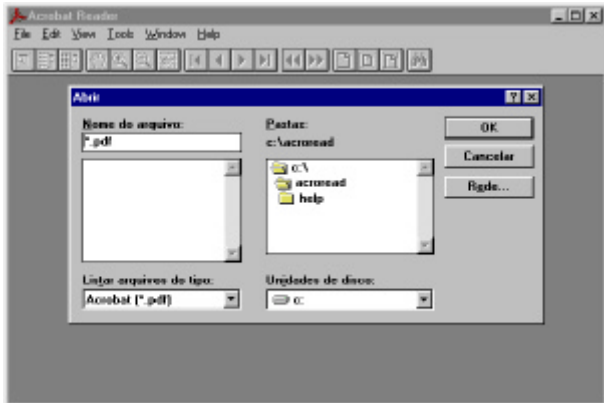 Acrobat Reader
File Edit View Tools Window Help
Abrir
Nome do arquivo:
*.pdf
Pastas:
c:\acroread
c:\
acroread
help
OK
Cancelar
Rede...
Listar arquivos do tipo:
Acrobat (*.pdf)
Unidades de disco:
c: